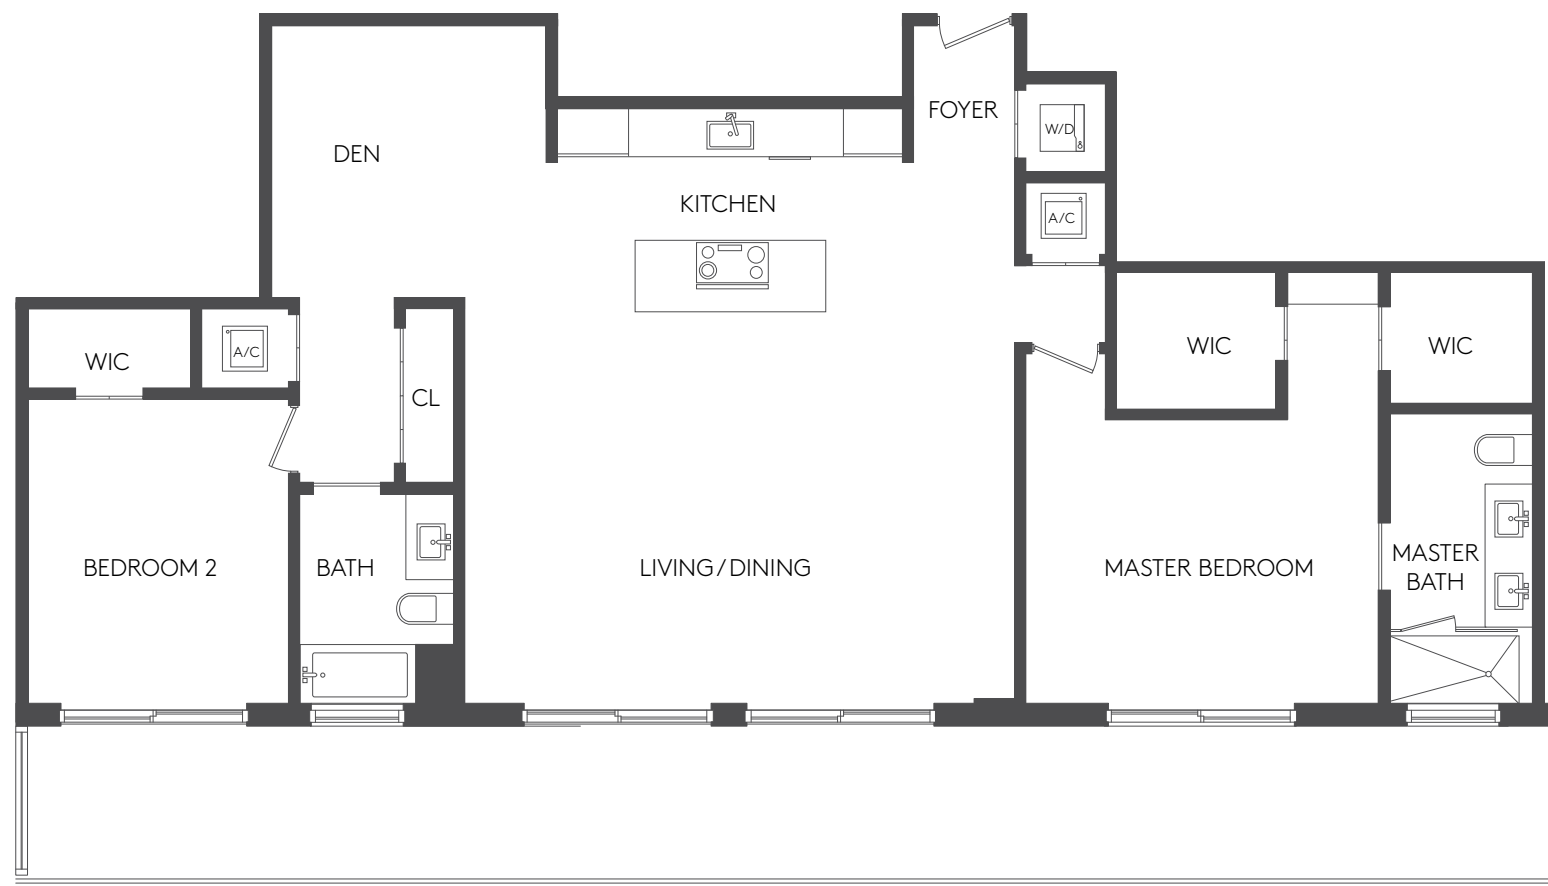 FOYER
W/D
DEN
KITCHEN
A/C
WIC
A/C
WIC
WIC
CL
BEDROOM 2
BATH
LIVING / DINING
MASTER BEDROOM
MASTER
BATH